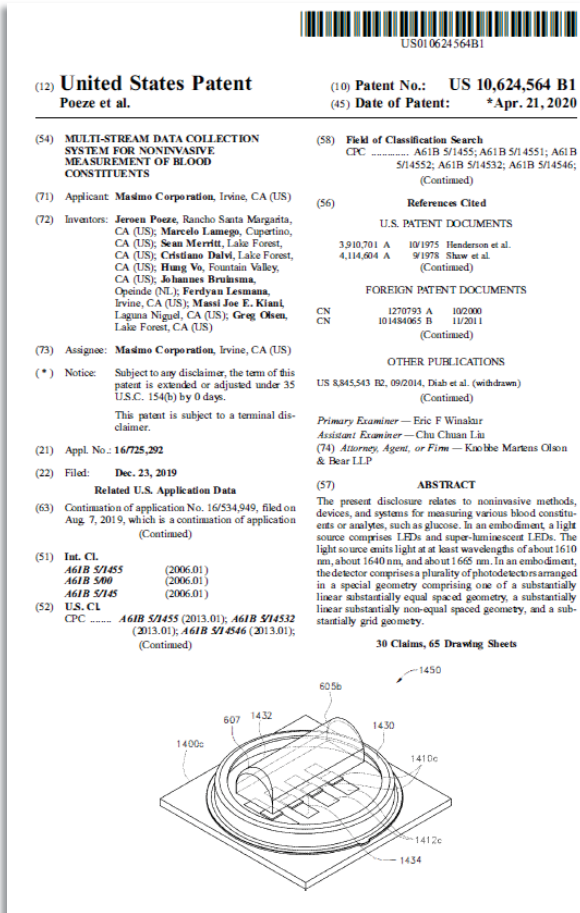 US010624564B1
(12) United States Patent
Poeze et al.
(10) Patent No.: US 10,624,564 B1
(45) Date of Patent: *Apr. 21, 2020
(54) MULTI-STREAM DATA COLLECTION
SYSTEM FOR NONINVASIVE
MEASUREMENT OF BLOOD
CONSTITUENTS
(71) Applicant: Masimo Corporation, Irvine, CA (US)
(72) Inventors: Jeroen Poeze, Rancho Santa Margarita,
CA (US); Marcelo Lamego, Cupertino,
CA (US); Sean Merritt, Lake Forest,
CA (US); Cristiano Dalvi, Lake Forest,
CA (US); Hung Vo, Fountain Valley,
CA (US); Johannes Bruinsma,
Opeinde (NL); Ferdyan Lesmana,
Irvine, CA (US); Massi Joe E. Kiani,
Laguna Niguel, CA (US); Greg Olsen,
Lake Forest, CA (US)
(73) Assignee: Masimo Corporation, Irvine, CA (US)
(*) Notice: Subject to any disclaimer, the term of this
patent is extended or adjusted under 35
U.S.C. 154(b) by 0 days.
This patent is subject to a terminal dis-
claimer.
(21) Appl. No.: 16/725,292
(22) Filed: Dec. 23, 2019
Related U.S. Application Data
(63) Continuation of application No. 16/534,949, filed on
Aug. 7, 2019, which is a continuation of application
(Continued)
(51) Int. Cl.
A61B 5/1455 (2006.01)
A61B 5/00 (2006.01)
A61B 5/145 (2006.01)
(52) U.S. Cl.
CPC ........ A61B 5/1455 (2013.01); A61B 5/14532
(2013.01); A61B 5/14546 (2013.01);
(Continued)
(58) Field of Classification Search
CPC .............. A61B 5/1455; A61B 5/14551; A61B
5/14552; A61B 5/14532; A61B 5/14546;
(Continued)
(56) References Cited
U.S. PATENT DOCUMENTS
3,910,701 A 10/1975 Henderson et al.
4,114,604 A 9/1978 Shaw et al.
(Continued)
FOREIGN PATENT DOCUMENTS
CN 1270793 A 10/2000
CN 101484065 B 11/2011
(Continued)
OTHER PUBLICATIONS
US 8,845,543 B2, 09/2014, Diab et al. (withdrawn)
(Continued)
Primary Examiner — Eric F Winakur
Assistant Examiner — Chu Chuan Liu
(74) Attorney, Agent, or Firm — Knobbe Martens Olson
& Bear LLP
(57) ABSTRACT
The present disclosure relates to noninvasive methods,
devices, and systems for measuring various blood constitu-
ents or analytes, such as glucose. In an embodiment, a light
source comprises LEDs and super-luminescent LEDs. The
light source emits light at at least wavelengths of about 1610
nm, about 1640 nm, and about 1665 nm. In an embodiment,
the detector comprises a plurality of photodetectors arranged
in a special geometry comprising one of a substantially
linear substantially equal spaced geometry, a substantially
linear substantially non-equal spaced geometry, and a sub-
stantially grid geometry.
30 Claims, 65 Drawing Sheets
1450
605b
607
1432
1430
1400c
1410c
1412c
1434